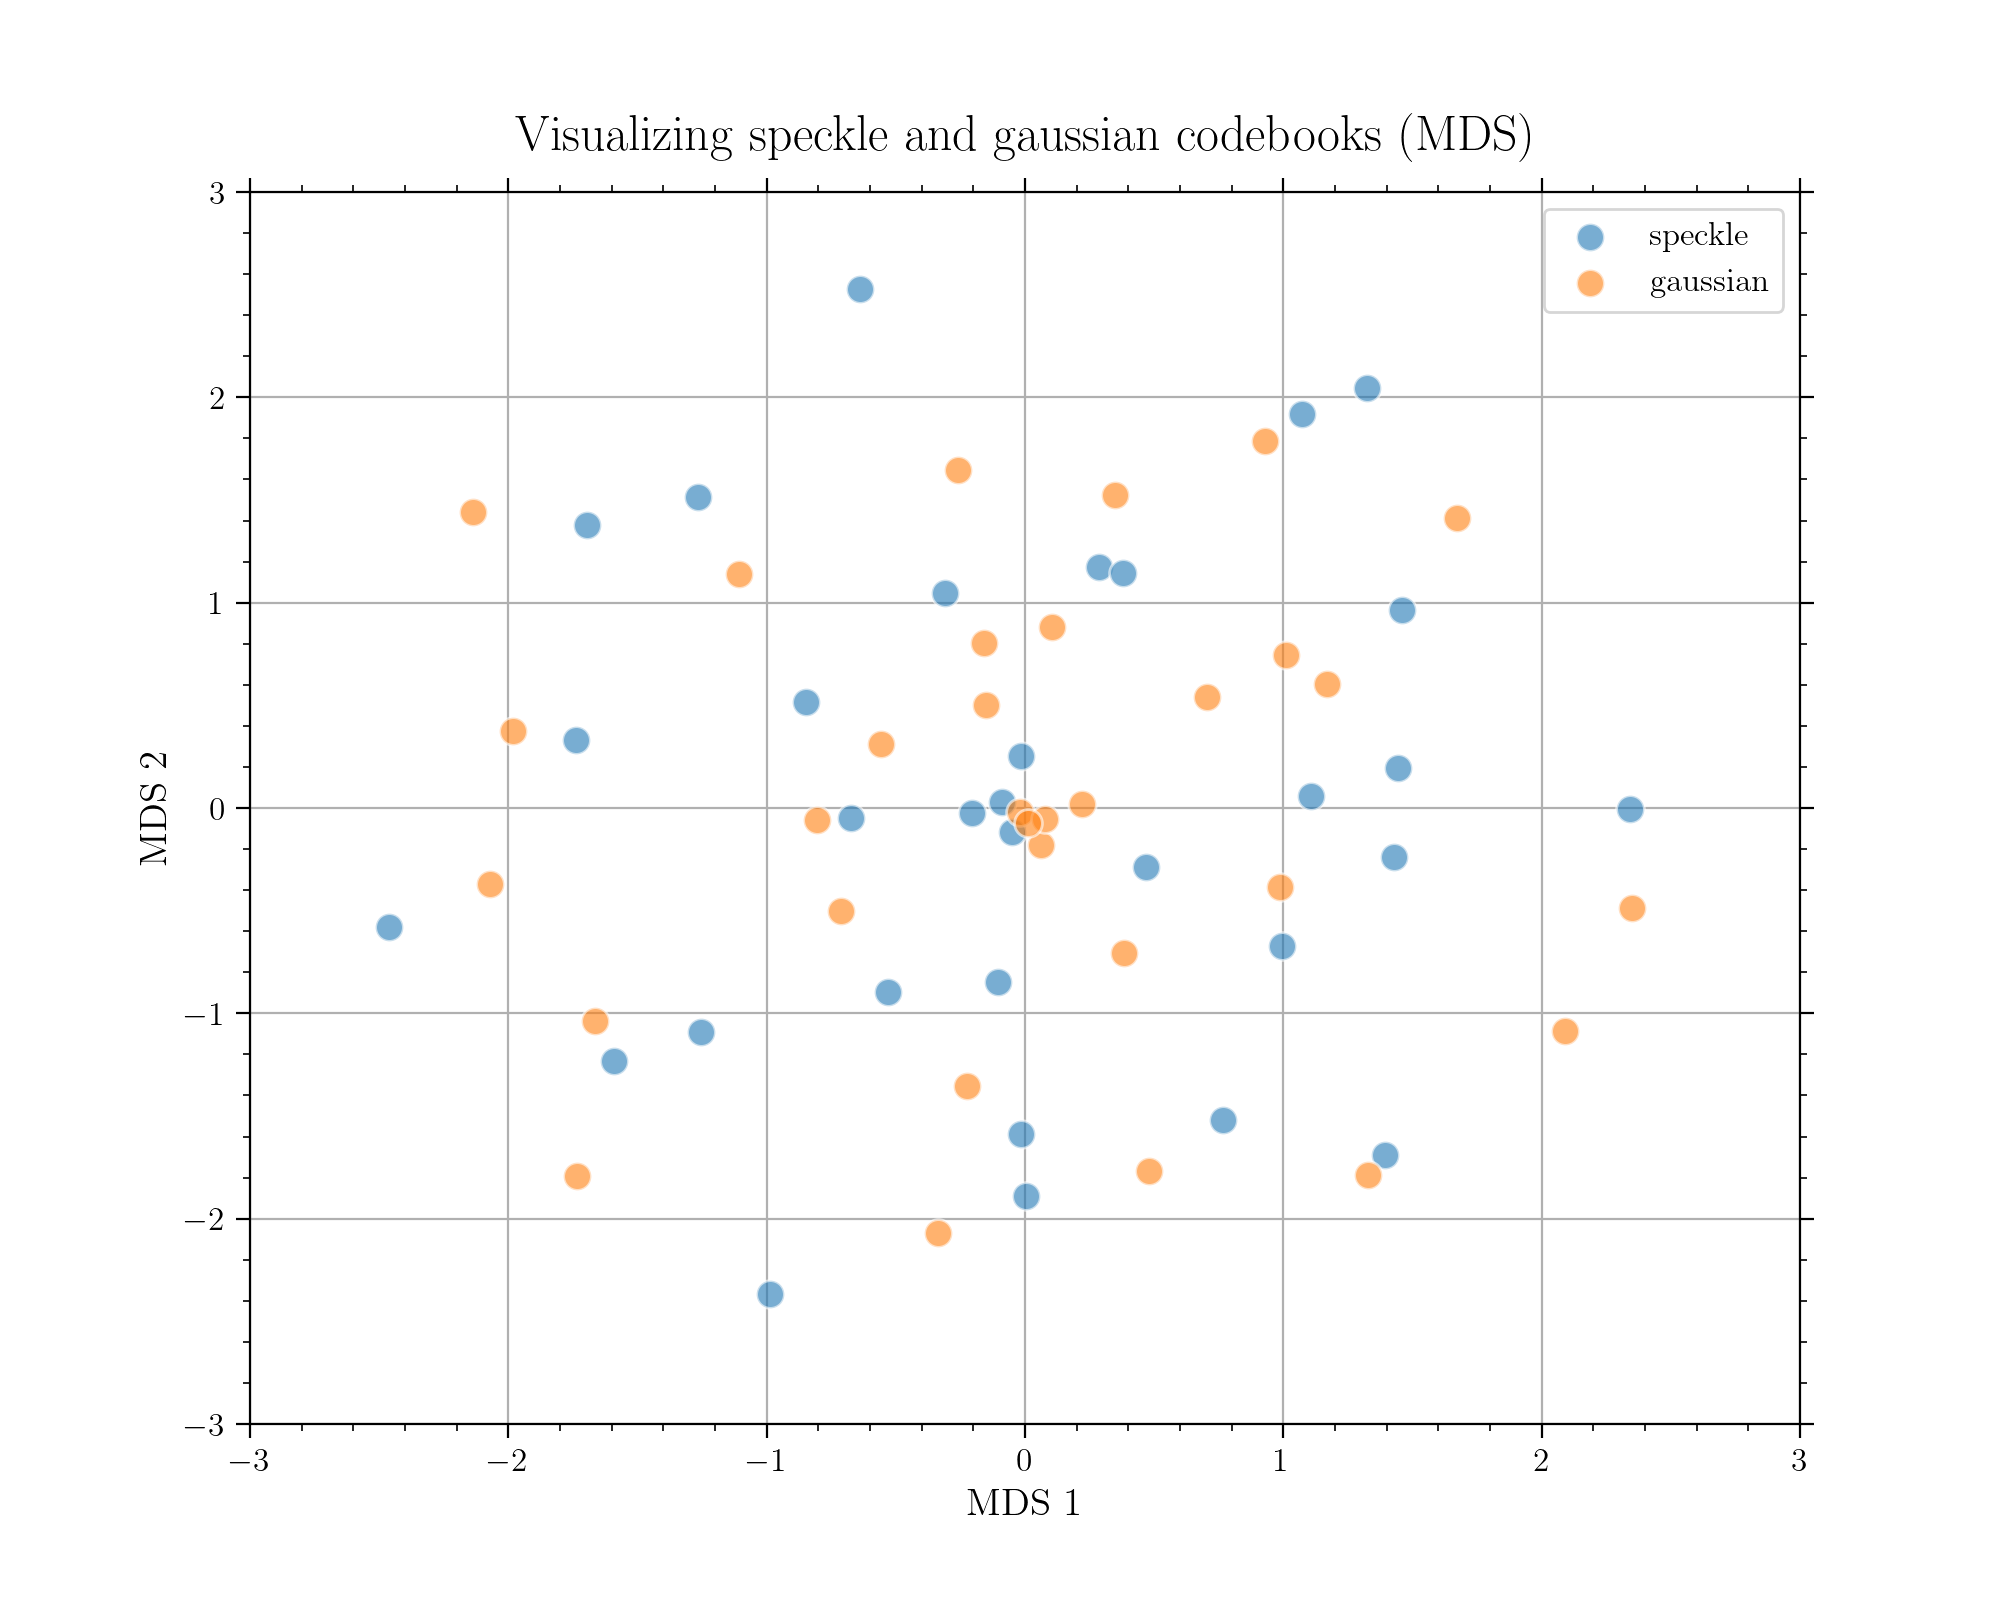 Visualizing speckle and gaussian codebooks (MDS)
speckle
gaussian
3
2
1
0
−1
−2
−3
MDS 2
−3 −2 −1 0 1 2 3
MDS 1